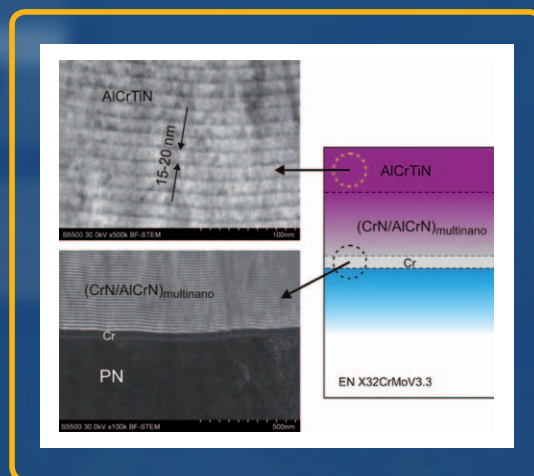 AlCrTiN
15-20 nm
S5500 30.0kV x500k BF-STEM
100nm
(CrN/AlCrN)multinano
Cr
PN
S5500 30.0kV x100k BF-STEM
500nm
AlCrTiN
(CrN/AlCrN)multinano
Cr
EN X32CrMoV3.3